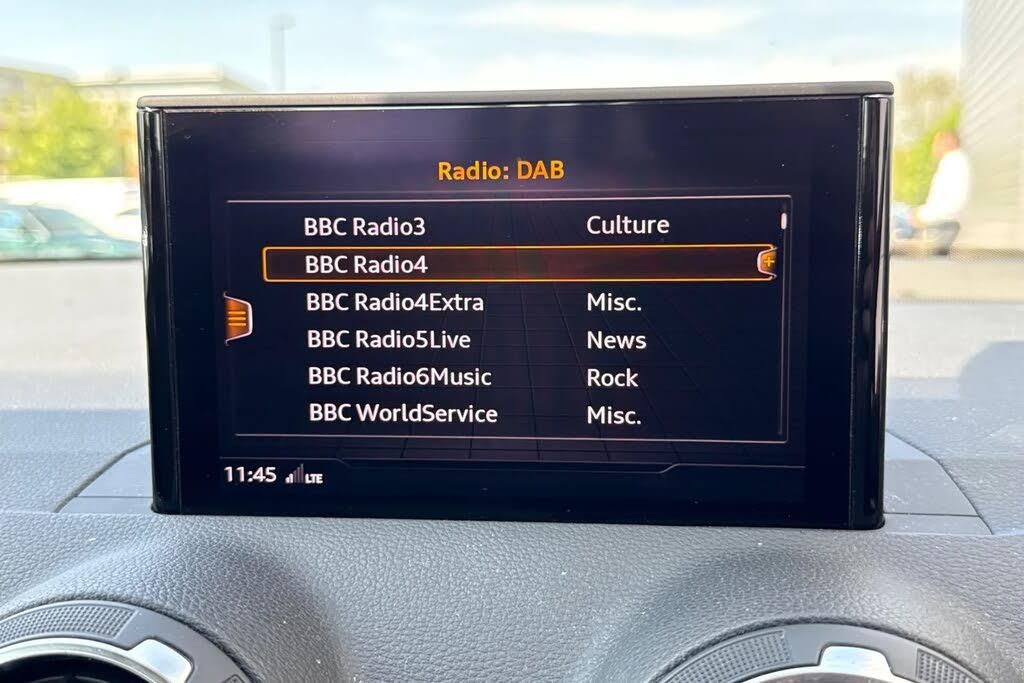 Radio: DAB
BBC Radio3 Culture
BBC Radio4
BBC Radio4Extra Misc.
BBC Radio5Live News
BBC Radio6Music Rock
BBC WorldService Misc.
11:45 LTE